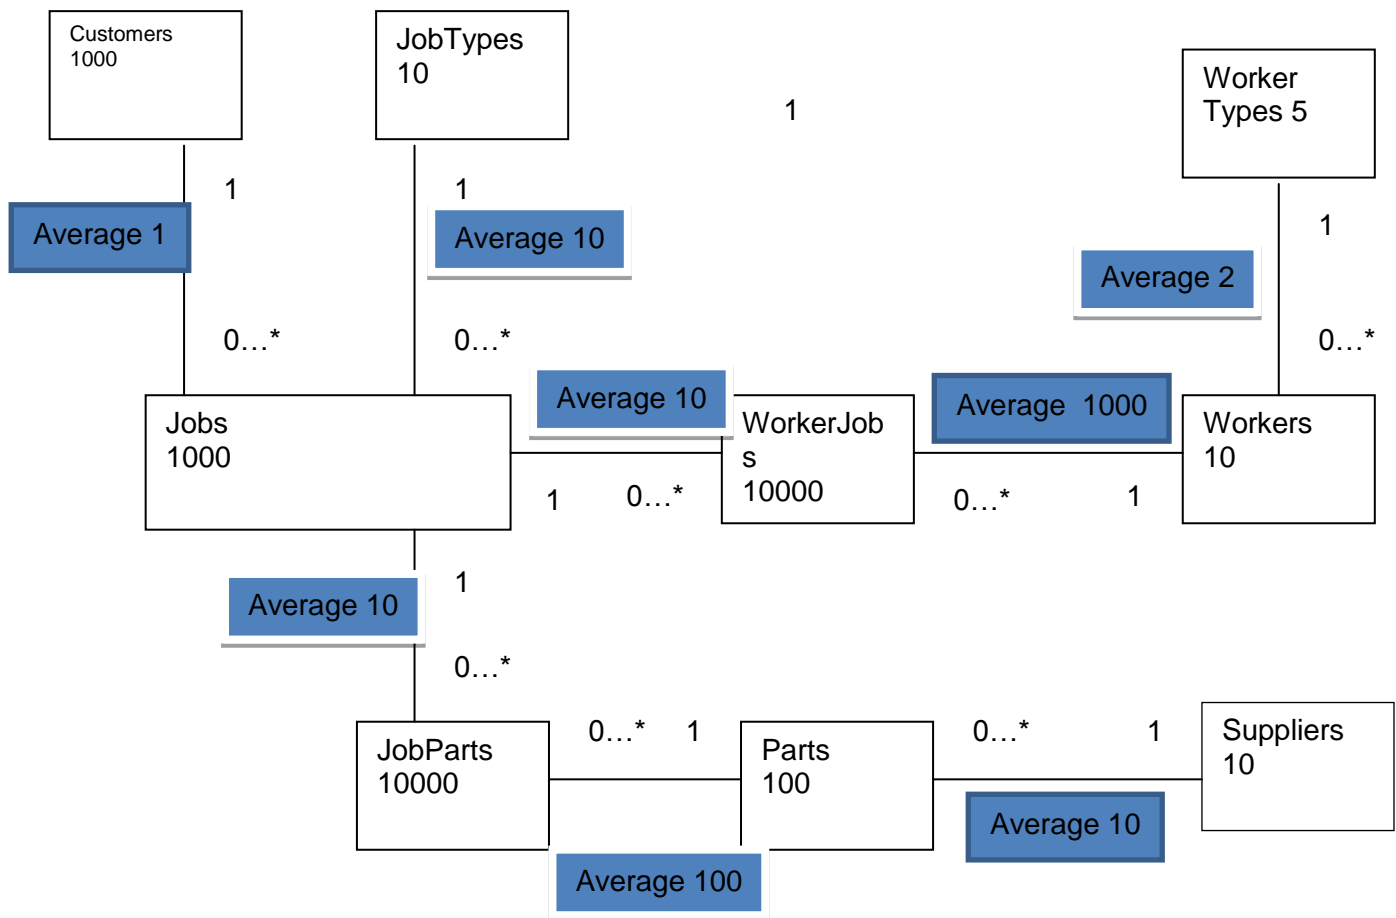 Customers
1000
JobTypes
10
1
Worker
Types 5
1
1
Average 1
Average 10
1
Average 2
0…*
0…*
0…*
Jobs
1000
Average 10
WorkerJob
s
10000
Average  1000
Workers
10
1
0…*
0…*
1
1
Average 10
0…*
JobParts
10000
0…*
1
Parts
100
0…*
1
Suppliers
10
Average 10
Average 100